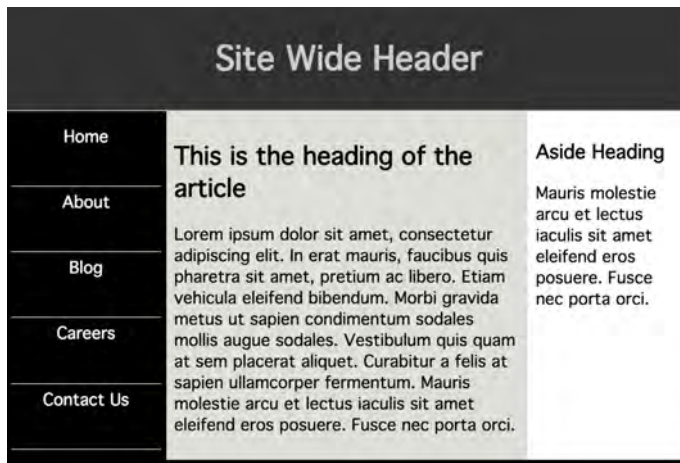 Site Wide Header
Home
About
Blog
Careers
Contact Us
This is the heading of the
article
Lorem ipsum dolor sit amet, consectetur
adipiscing elit. In erat mauris, faucibus quis
pharetra sit amet, pretium ac libero. Etiam
vehicula eleifend bibendum. Morbi gravida
metus ut sapien condimentum sodales
mollis augue sodales. Vestibulum quis quam
at sem placerat aliquet. Curabitur a felis at
sapien ullamcorper fermentum. Mauris
molestie arcu et lectus iaculis sit amet
eleifend eros posuere. Fusce nec porta orci.
Aside Heading
Mauris molestie
arcu et lectus
iaculis sit amet
eleifend eros
posuere. Fusce
nec porta orci.